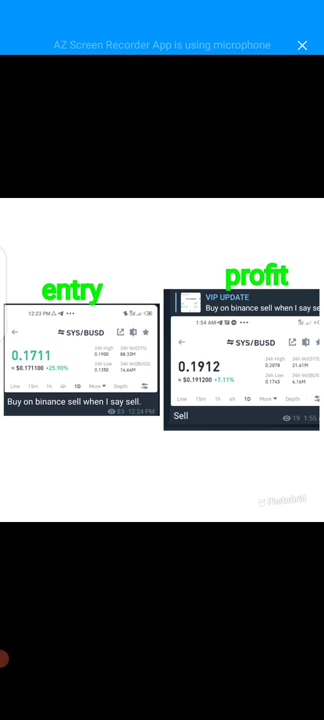 AZ Screen Recorder App is using microphone
entry
profit
12:23 PM
SYS/BUSD
0.1711
≈ $0.171100 +25.90%
24h High
0.1900
24h Low
0.1350
24h Vol(SYS)
88.33M
24h Vol(BUSD)
14.64M
Line 15m 1h 4h 1D More Depth
Buy on binance sell when I say sell.
83 12:24 PM
VIP UPDATE
Buy on binance sell when I say se
1:54 AM
SYS/BUSD
0.1912
≈ $0.191200 +7.11%
24h High
0.2078
24h Low
0.1745
24h Vol(SYS)
21.61M
24h Vol(BUSD)
4.16M
Line 15m 1h 4h 1D More Depth
Sell
19 1:55
PhotoGrid